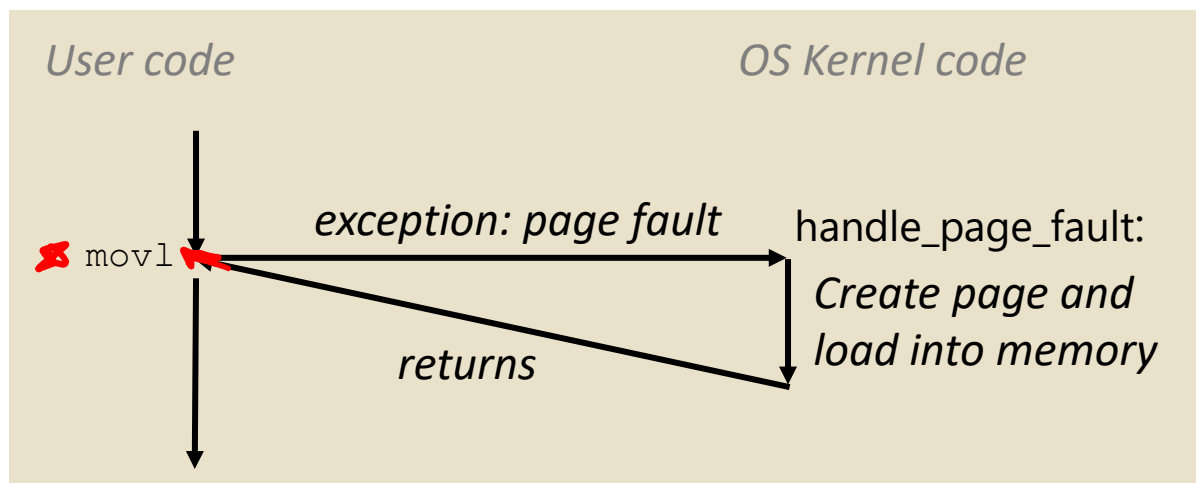 User code
OS Kernel code
exception: page fault
handle_page_fault:
movl
Create page and
load into memory
returns